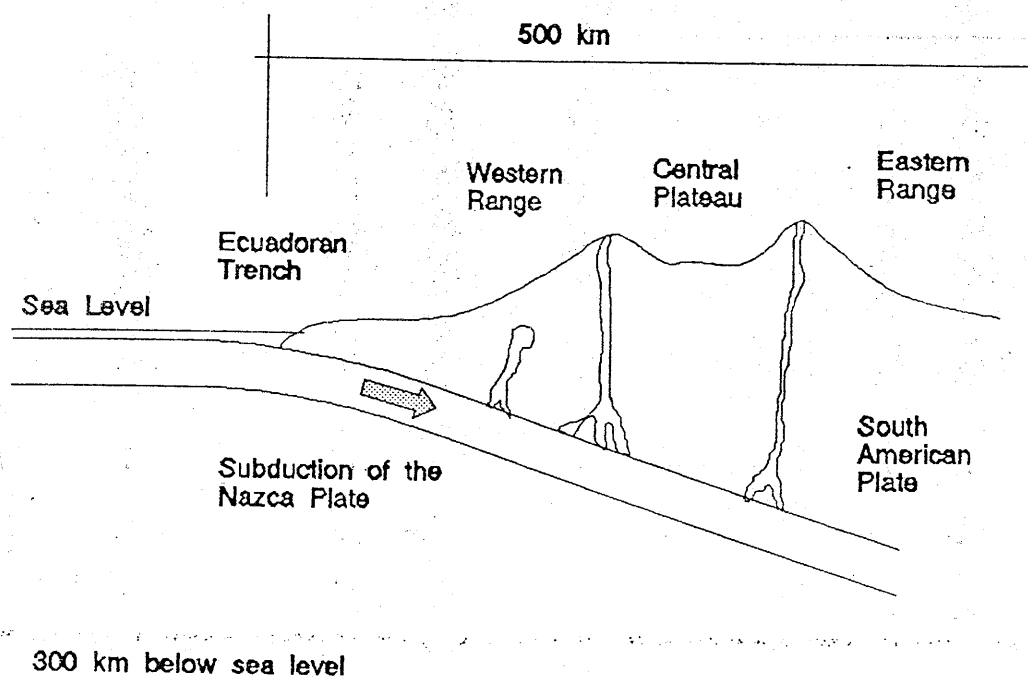 500 km
Western
Range
Central
Plateau
Eastern
Range
Ecuadoran
Trench
Sea Level
South
American
Plate
Subduction of the
Nazca Plate
300 km below sea level